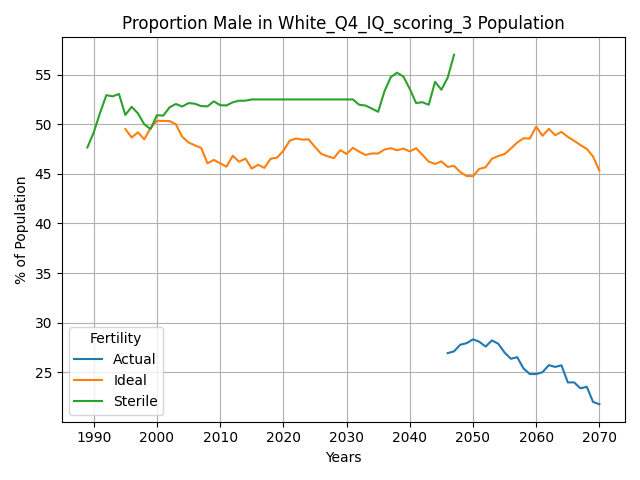 Proportion Male in White_Q4_IQ_scoring_3 Population
% of Population
55
50
45
40
35
30
25
Fertility
Actual
Ideal
Sterile
1990 2000 2010 2020 2030 2040 2050 2060 2070
Years